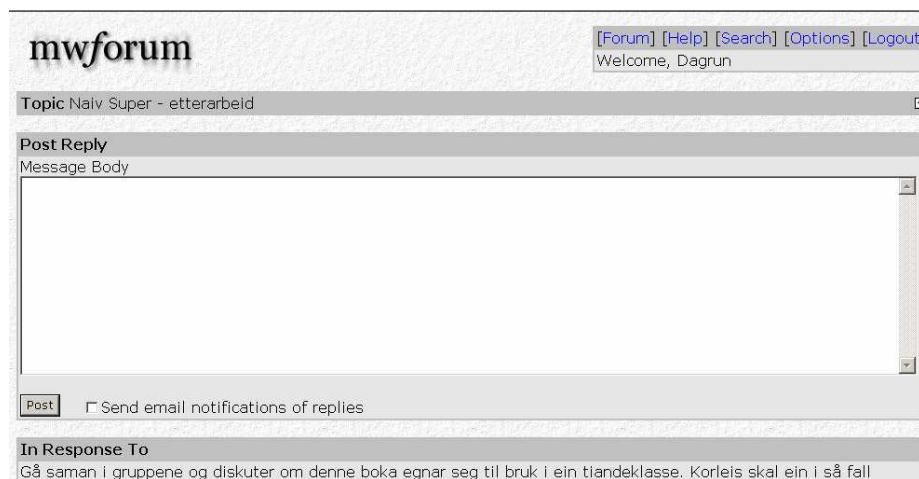 mwforum
[Forum] [Help] [Search] [Options] [Logout
Welcome, Dagrun
Topic Naiv Super - etterarbeid
Post Reply
Message Body
Post Send email notifications of replies
In Response To
Gå saman i gruppene og diskuter om denne boka egnar seg til bruk i ein tiandeklasse. Korleis skal ein i så fall